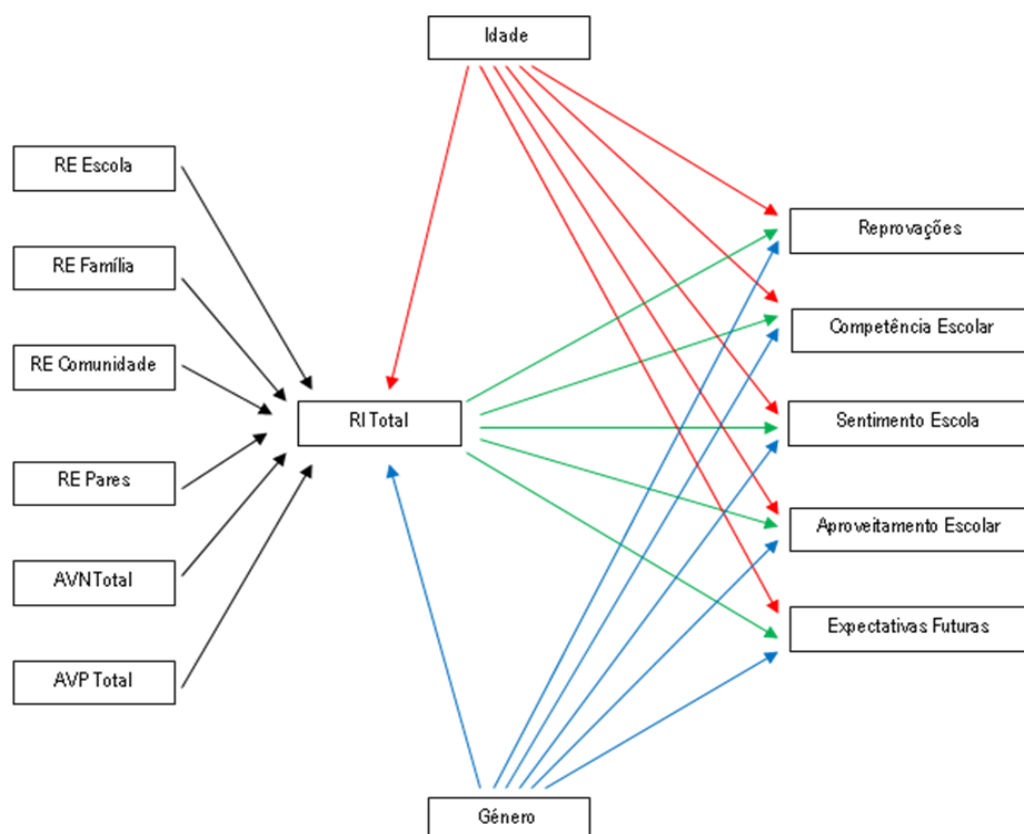 Idade
RE Escola
RE Família
RE Comunidade
RE Pares
AVNTotal
AVP Total
RI Total
Reprovações
Competência Escolar
Sentimento Escola
Aproveitamento Escolar
Expectativas Futuras
Género